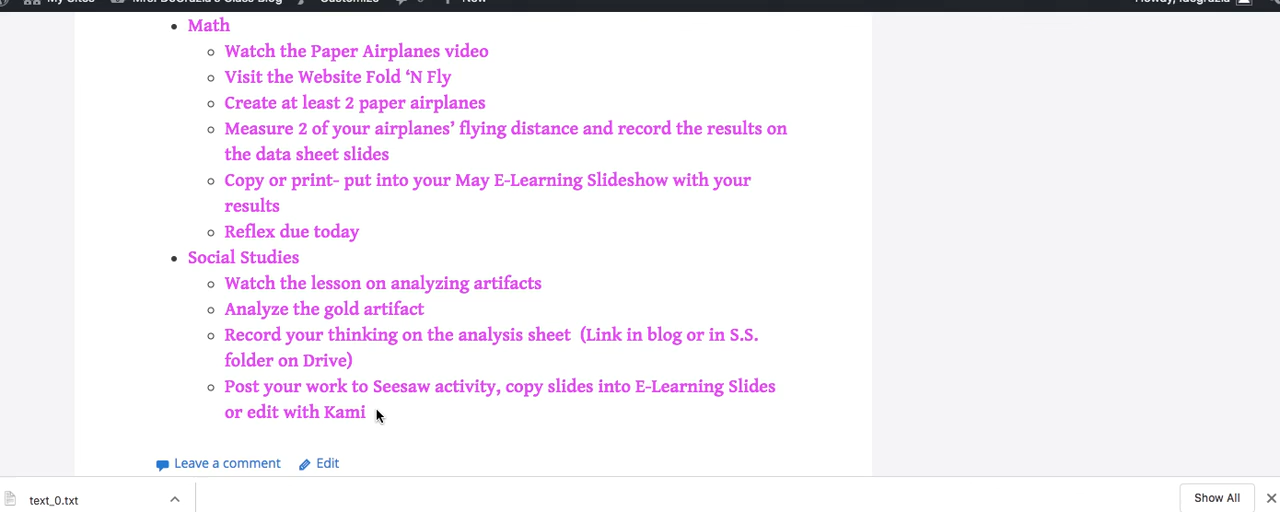 Math
Watch the Paper Airplanes video
Visit the Website Fold ‘N Fly
Create at least 2 paper airplanes
Measure 2 of your airplanes’ flying distance and record the results on
the data sheet slides
Copy or print- put into your May E-Learning Slideshow with your
results
Reflex due today
Social Studies
Watch the lesson on analyzing artifacts
Analyze the gold artifact
Record your thinking on the analysis sheet  (Link in blog or in S.S.
folder on Drive)
Post your work to Seesaw activity, copy slides into E-Learning Slides
or edit with Kami
Leave a comment
Edit
text_0.txt
Show All